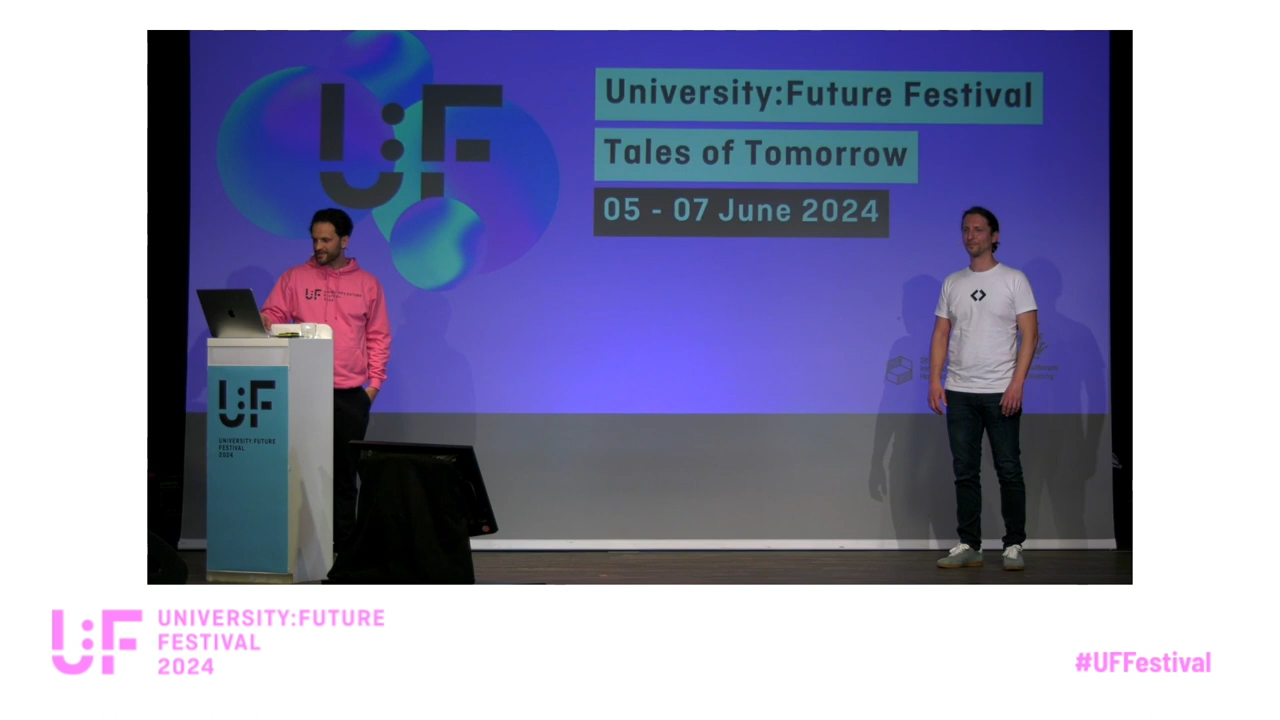 U:F
University:Future Festival
Tales of Tomorrow
05 - 07 June 2024
U:F
U:F
UNIVERSITY:FUTURE
FESTIVAL
2024
U:F
UNIVERSITY:FUTURE
FESTIVAL
2024
#UFFestival